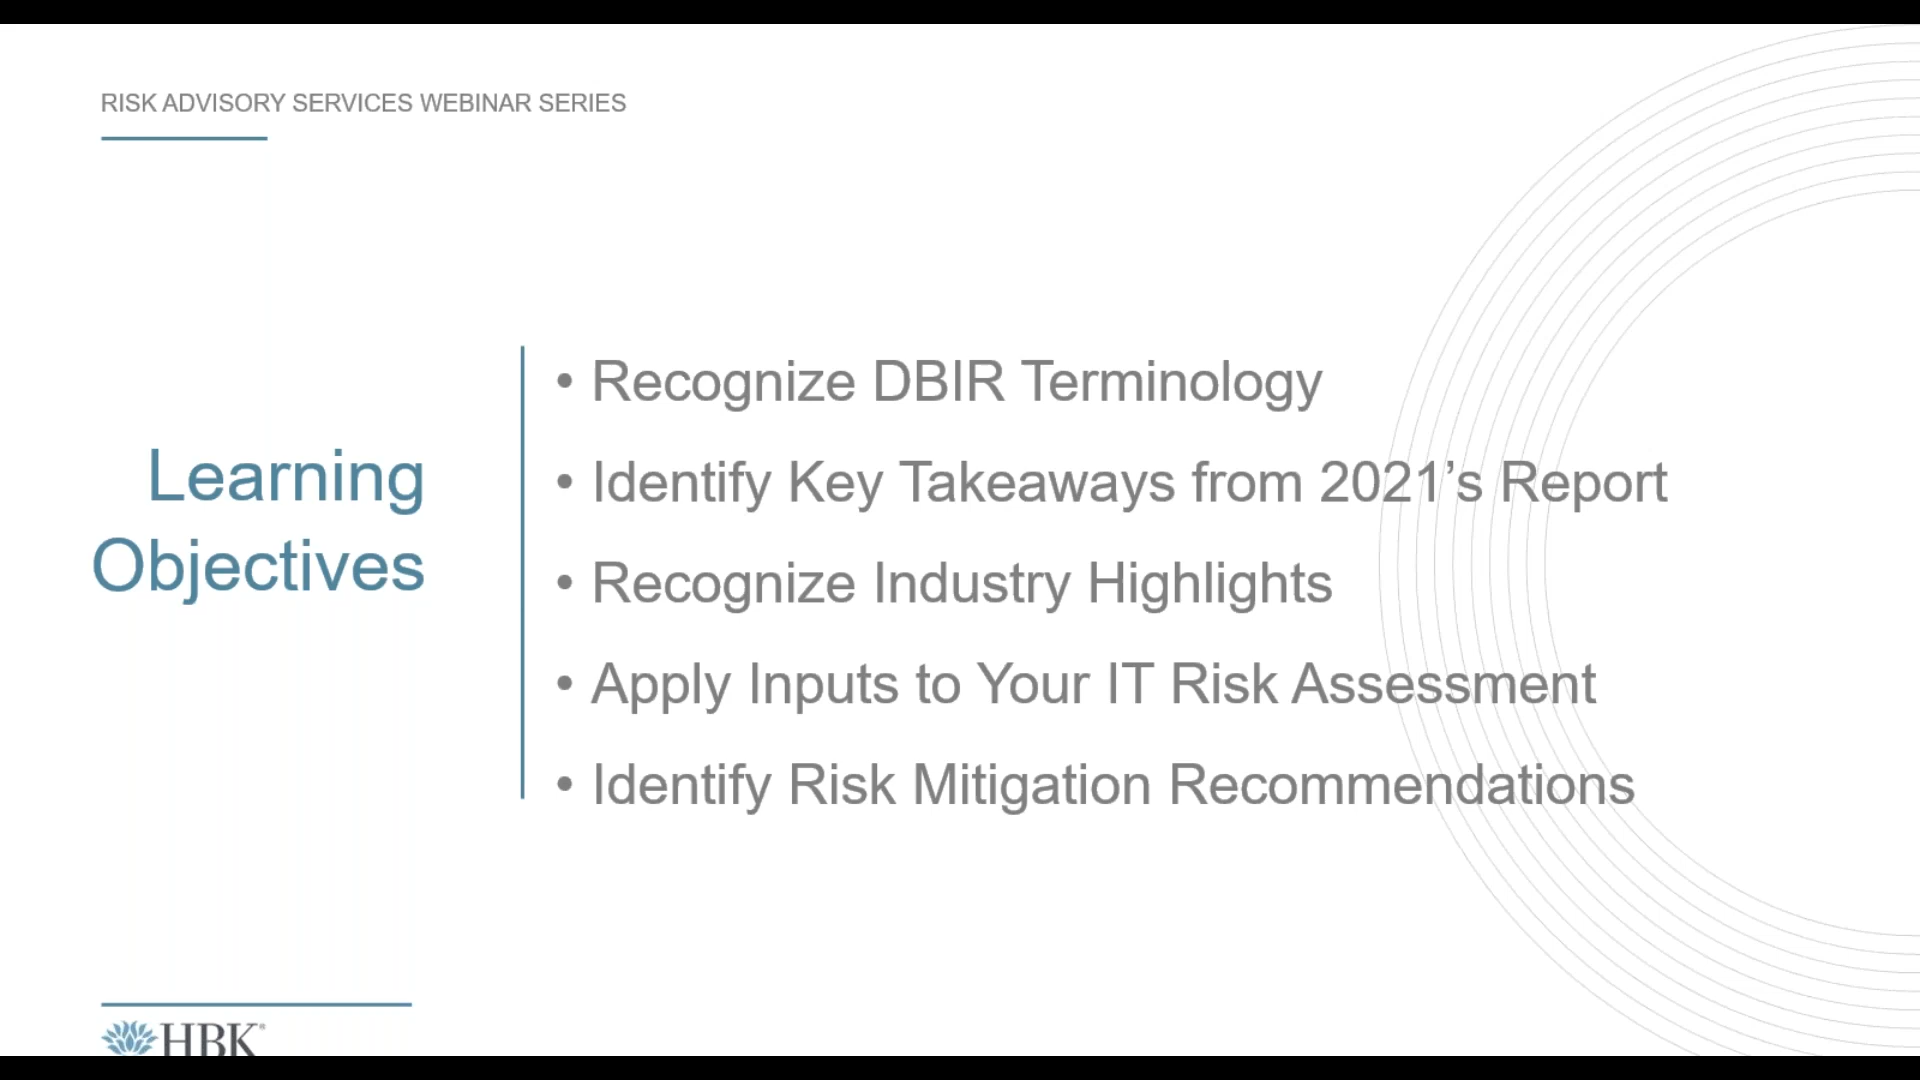 RISK ADVISORY SERVICES WEBINAR SERIES
Learning
Objectives
• Recognize DBIR Terminology
• Identify Key Takeaways from 2021’s Report
• Recognize Industry Highlights
• Apply Inputs to Your IT Risk Assessment
• Identify Risk Mitigation Recommendations
HBK®